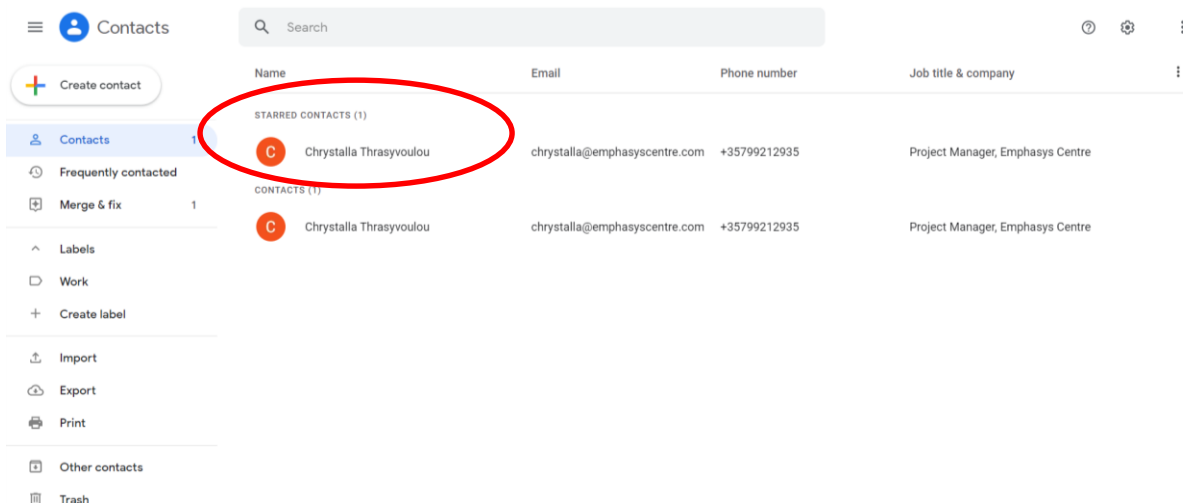 Contacts
Search
Create contact
Name Email Phone number Job title & company
STARRED CONTACTS (1)
Contacts 1
C Chrystalla Thrasyvoulou chrystalla@emphasyscentre.com +35799212935 Project Manager, Emphasys Centre
Frequently contacted
CONTACTS (1)
Merge & fix 1
C Chrystalla Thrasyvoulou chrystalla@emphasyscentre.com +35799212935 Project Manager, Emphasys Centre
Labels
Work
Create label
Import
Export
Print
Other contacts
Trash